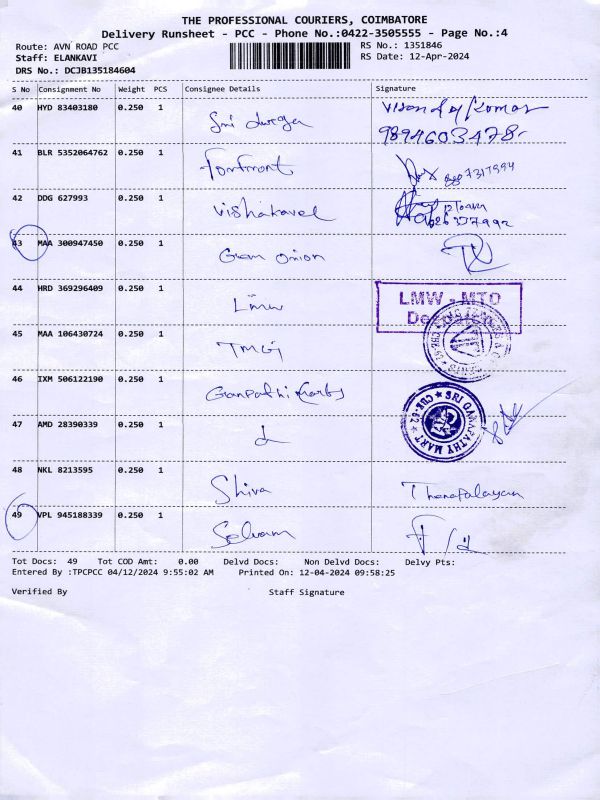 THE PROFESSIONAL COURIERS, COIMBATORE
Delivery Runsheet - PCC - Phone No.:0422-3505555 - Page No.:4
Route: AVN ROAD PCC RS No.: 1351846
Staff: ELANKAVI RS Date: 12-Apr-2024
DRS No.: DCJB135184604
S No Consignment No Weight PCS Consignee Details Signature
40 HYD 83403180 0.250 1 Sri durga
9894603478
41 BLR 5352064762 0.250 1 Forfront
42 DDG 627993 0.250 1 Vishakavel
43 MAA 300947450 0.250 1 Green onion
44 HRD 369296409 0.250 1 Lmw LMW - MTD
45 MAA 106430724 0.250 1 TMG
46 IXM 506122190 0.250 1 Ganpathi SRI GANAPATHY MART CBE-62
47 AMD 28390339 0.250 1
48 NKL 8213595 0.250 1 Shiva
49 VPL 945188339 0.250 1 Selvam
Tot Docs: 49 Tot COD Amt: 0.00 Delvd Docs: Non Delvd Docs: Delvy Pts:
Entered By :TPCPCC 04/12/2024 9:55:02 AM Printed On: 12-04-2024 09:58:25
Verified By Staff Signature